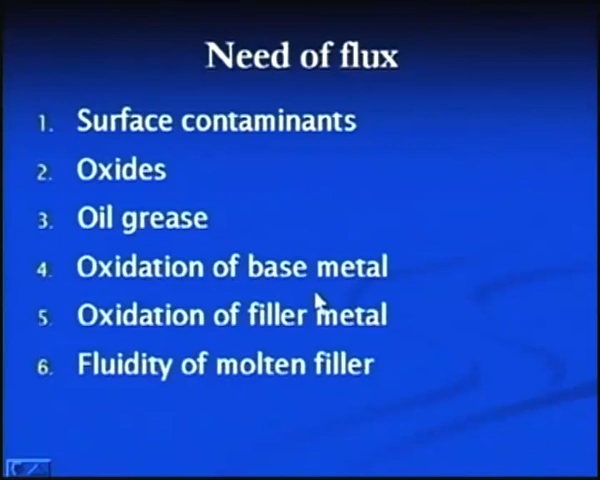 Need of flux
1. Surface contaminants
2. Oxides
3. Oil grease
4. Oxidation of base metal
5. Oxidation of filler metal
6. Fluidity of molten filler